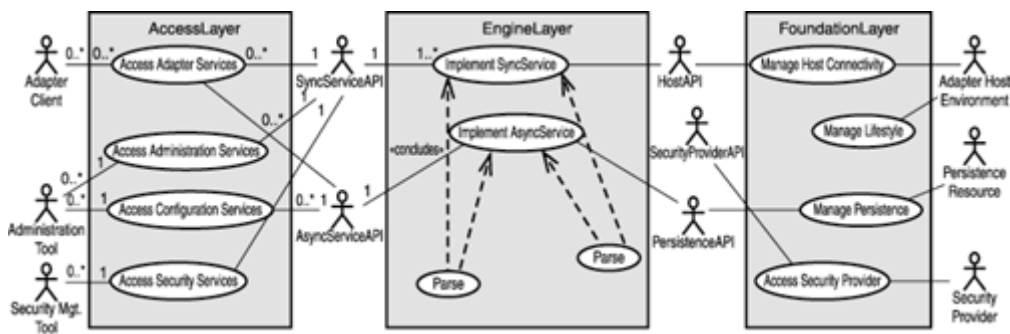 AccessLayer
EngineLayer
FoundationLayer
0..* 0..* Access Adapter Services 0..* 1
1 1..* Implement SyncService
Manage Host Connectivity
Adapter
Client
SyncServiceAPI
HostAPI
Adapter Host
Environment
1
1
0..*
Access Administration Services
Implement AsyncService
Manage Lifestyle
«concludes»
SecurityProviderAPI
1
0..*
Persistence
Resource
0..* 1 Access Configuration Services 0..* 1 1
Manage Persistence
Administration
Tool
AsyncServiceAPI
PersistenceAPI
Parse
0..* 1 Access Security Services
Parse
Access Security Provider
Security Mgt.
Tool
Security
Provider